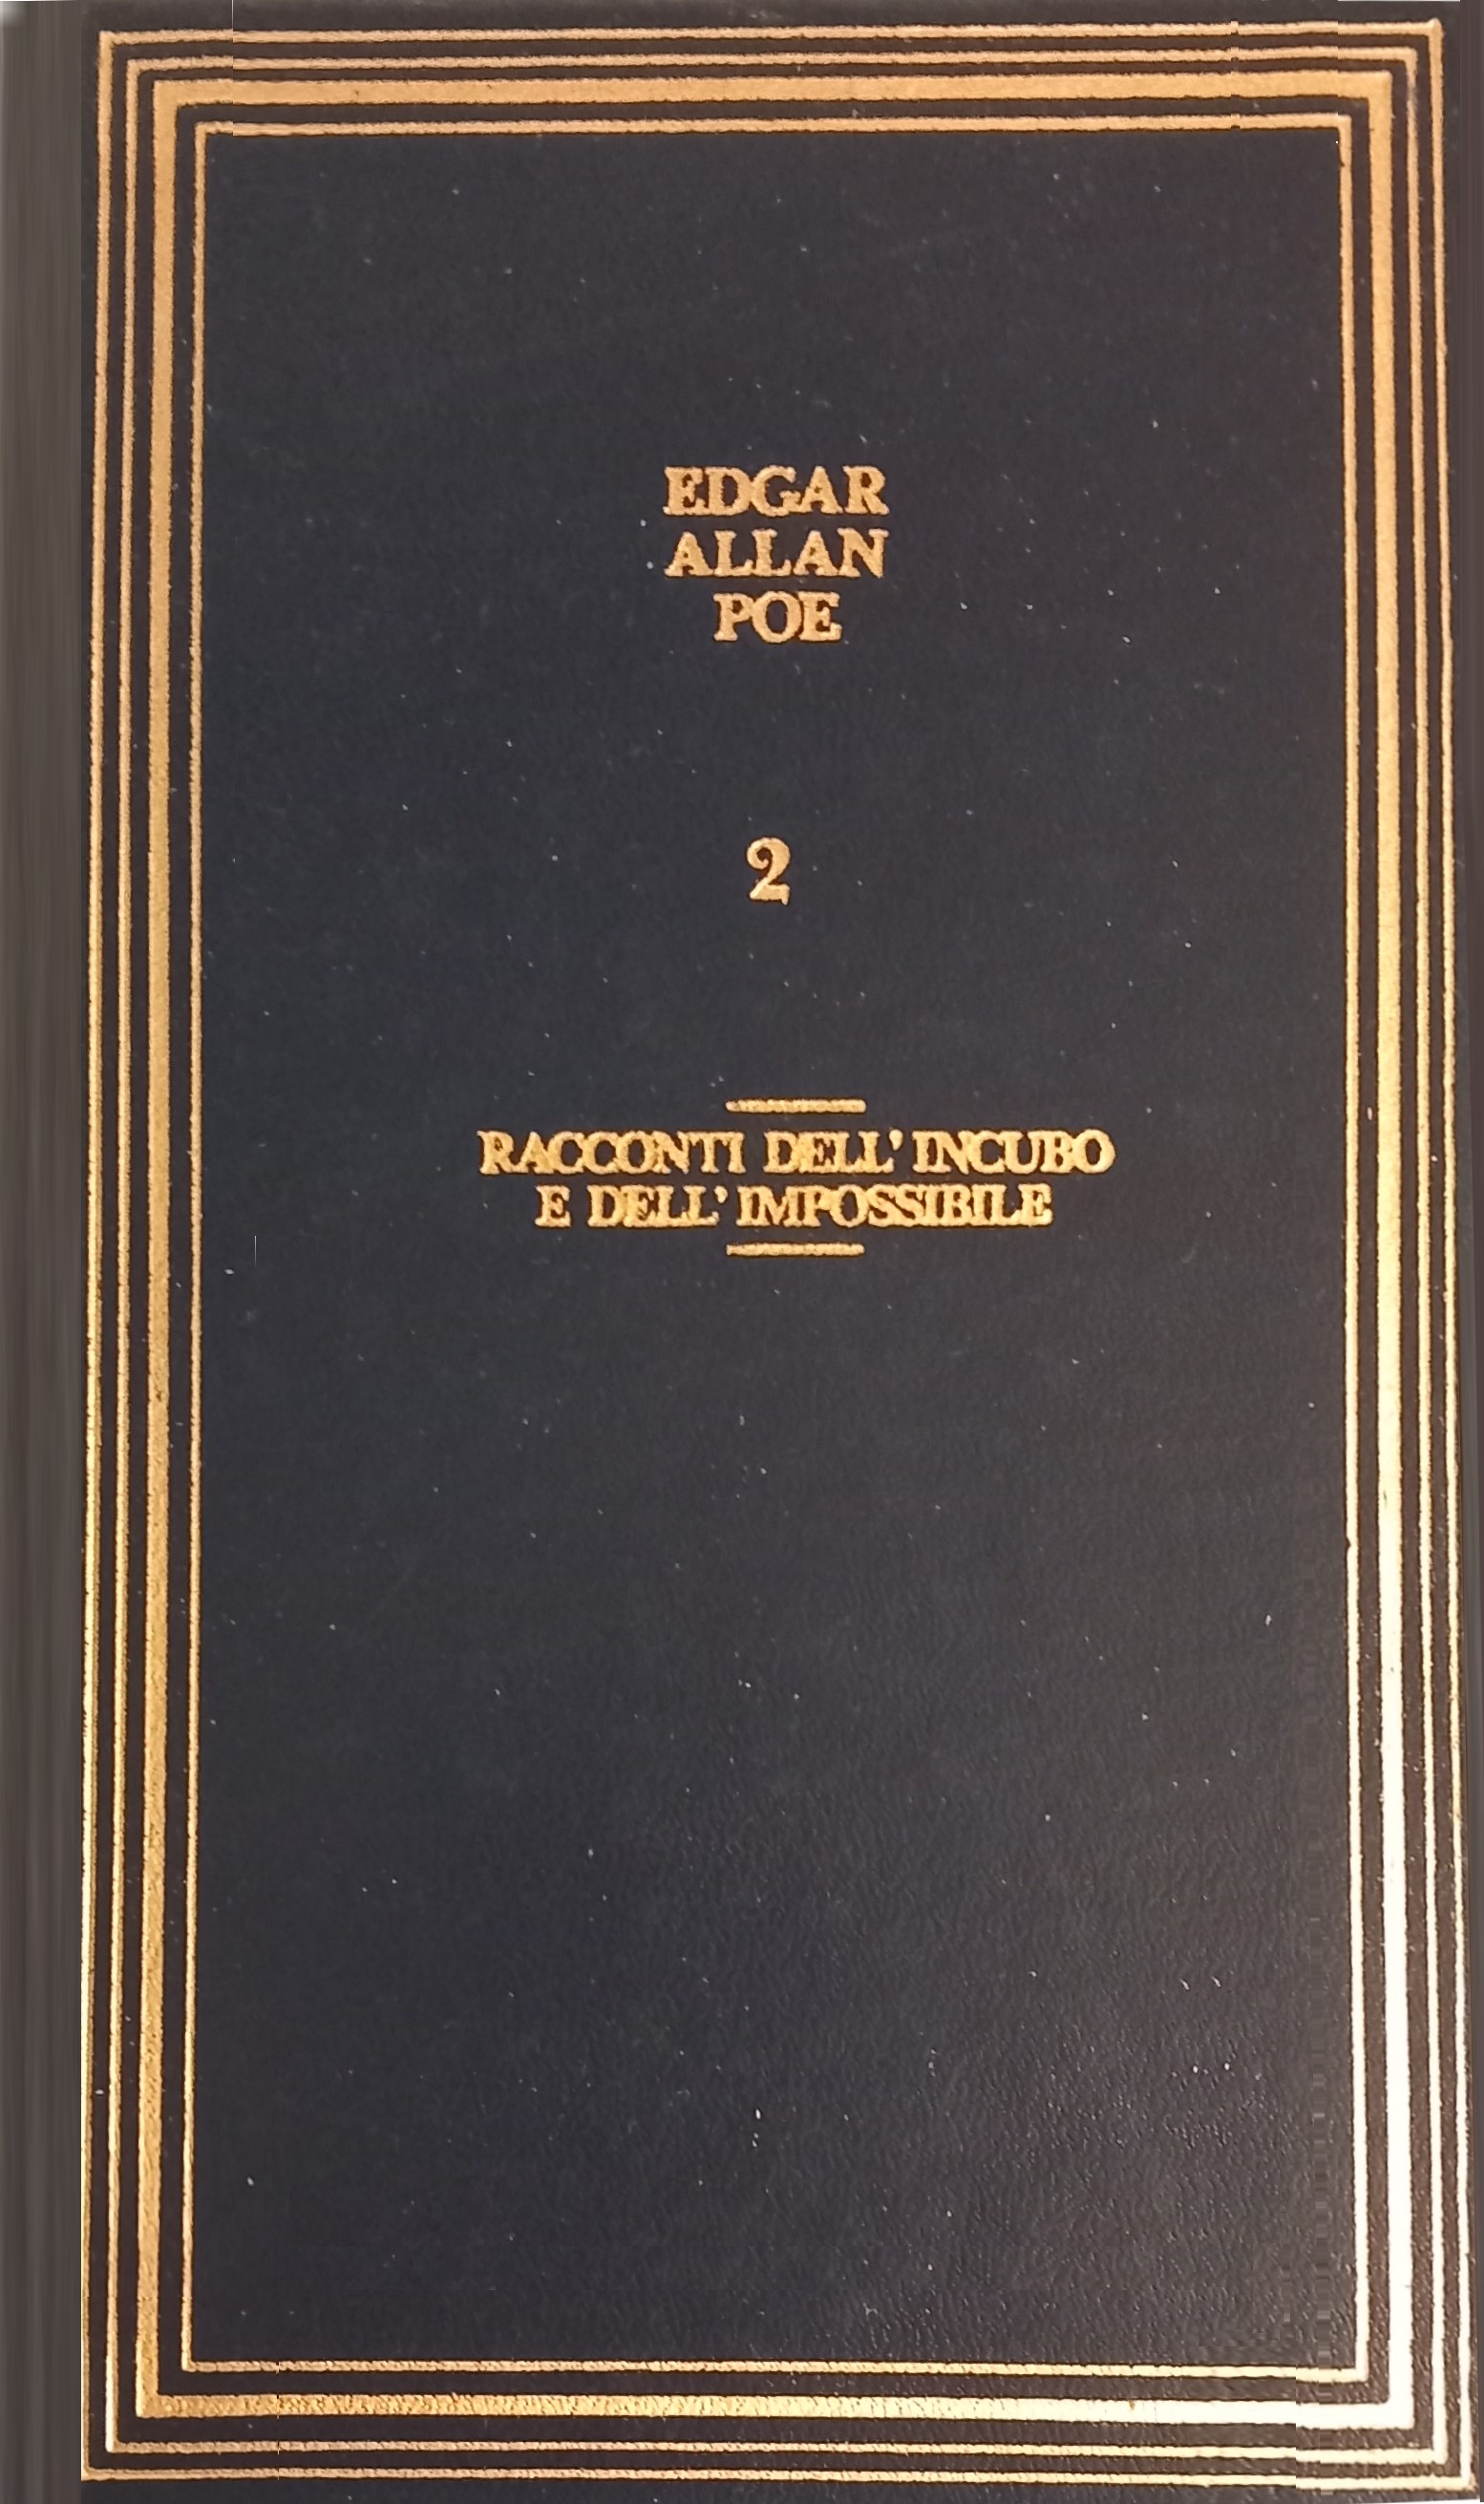 EDGAR
ALLAN
POE
2
RACCONTI DELL'INCUBO
E DELL'IMPOSSIBILE